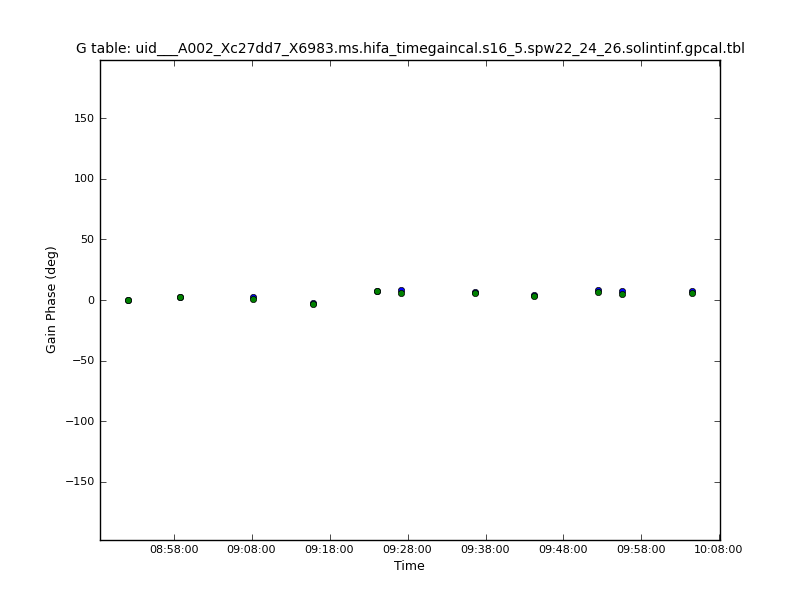 G table: uid___A002_Xc27dd7_X6983.ms.hifa_timegaincal.s16_5.spw22_24_26.solintinf.gpcal.tbl
150
100
50
0
−50
−100
−150
Gain Phase (deg)
08:58:00 09:08:00 09:18:00 09:28:00 09:38:00 09:48:00 09:58:00 10:08:00
Time